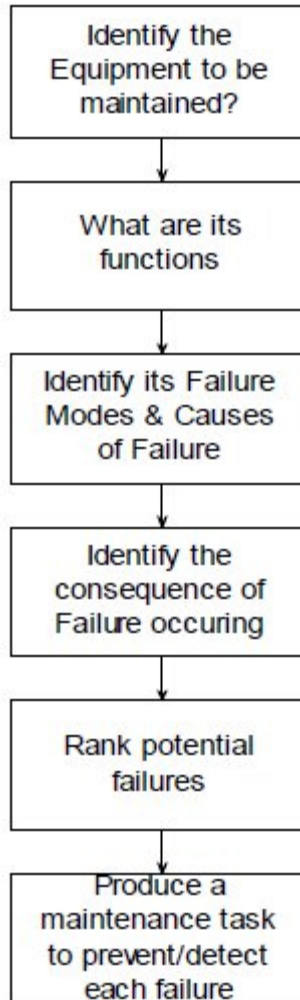 Identify the
Equipment to be
maintained?
What are its
functions
Identify its Failure
Modes & Causes
of Failure
Identify the
consequence of
Failure occuring
Rank potential
failures
Produce a
maintenance task
to prevent/detect
each failure